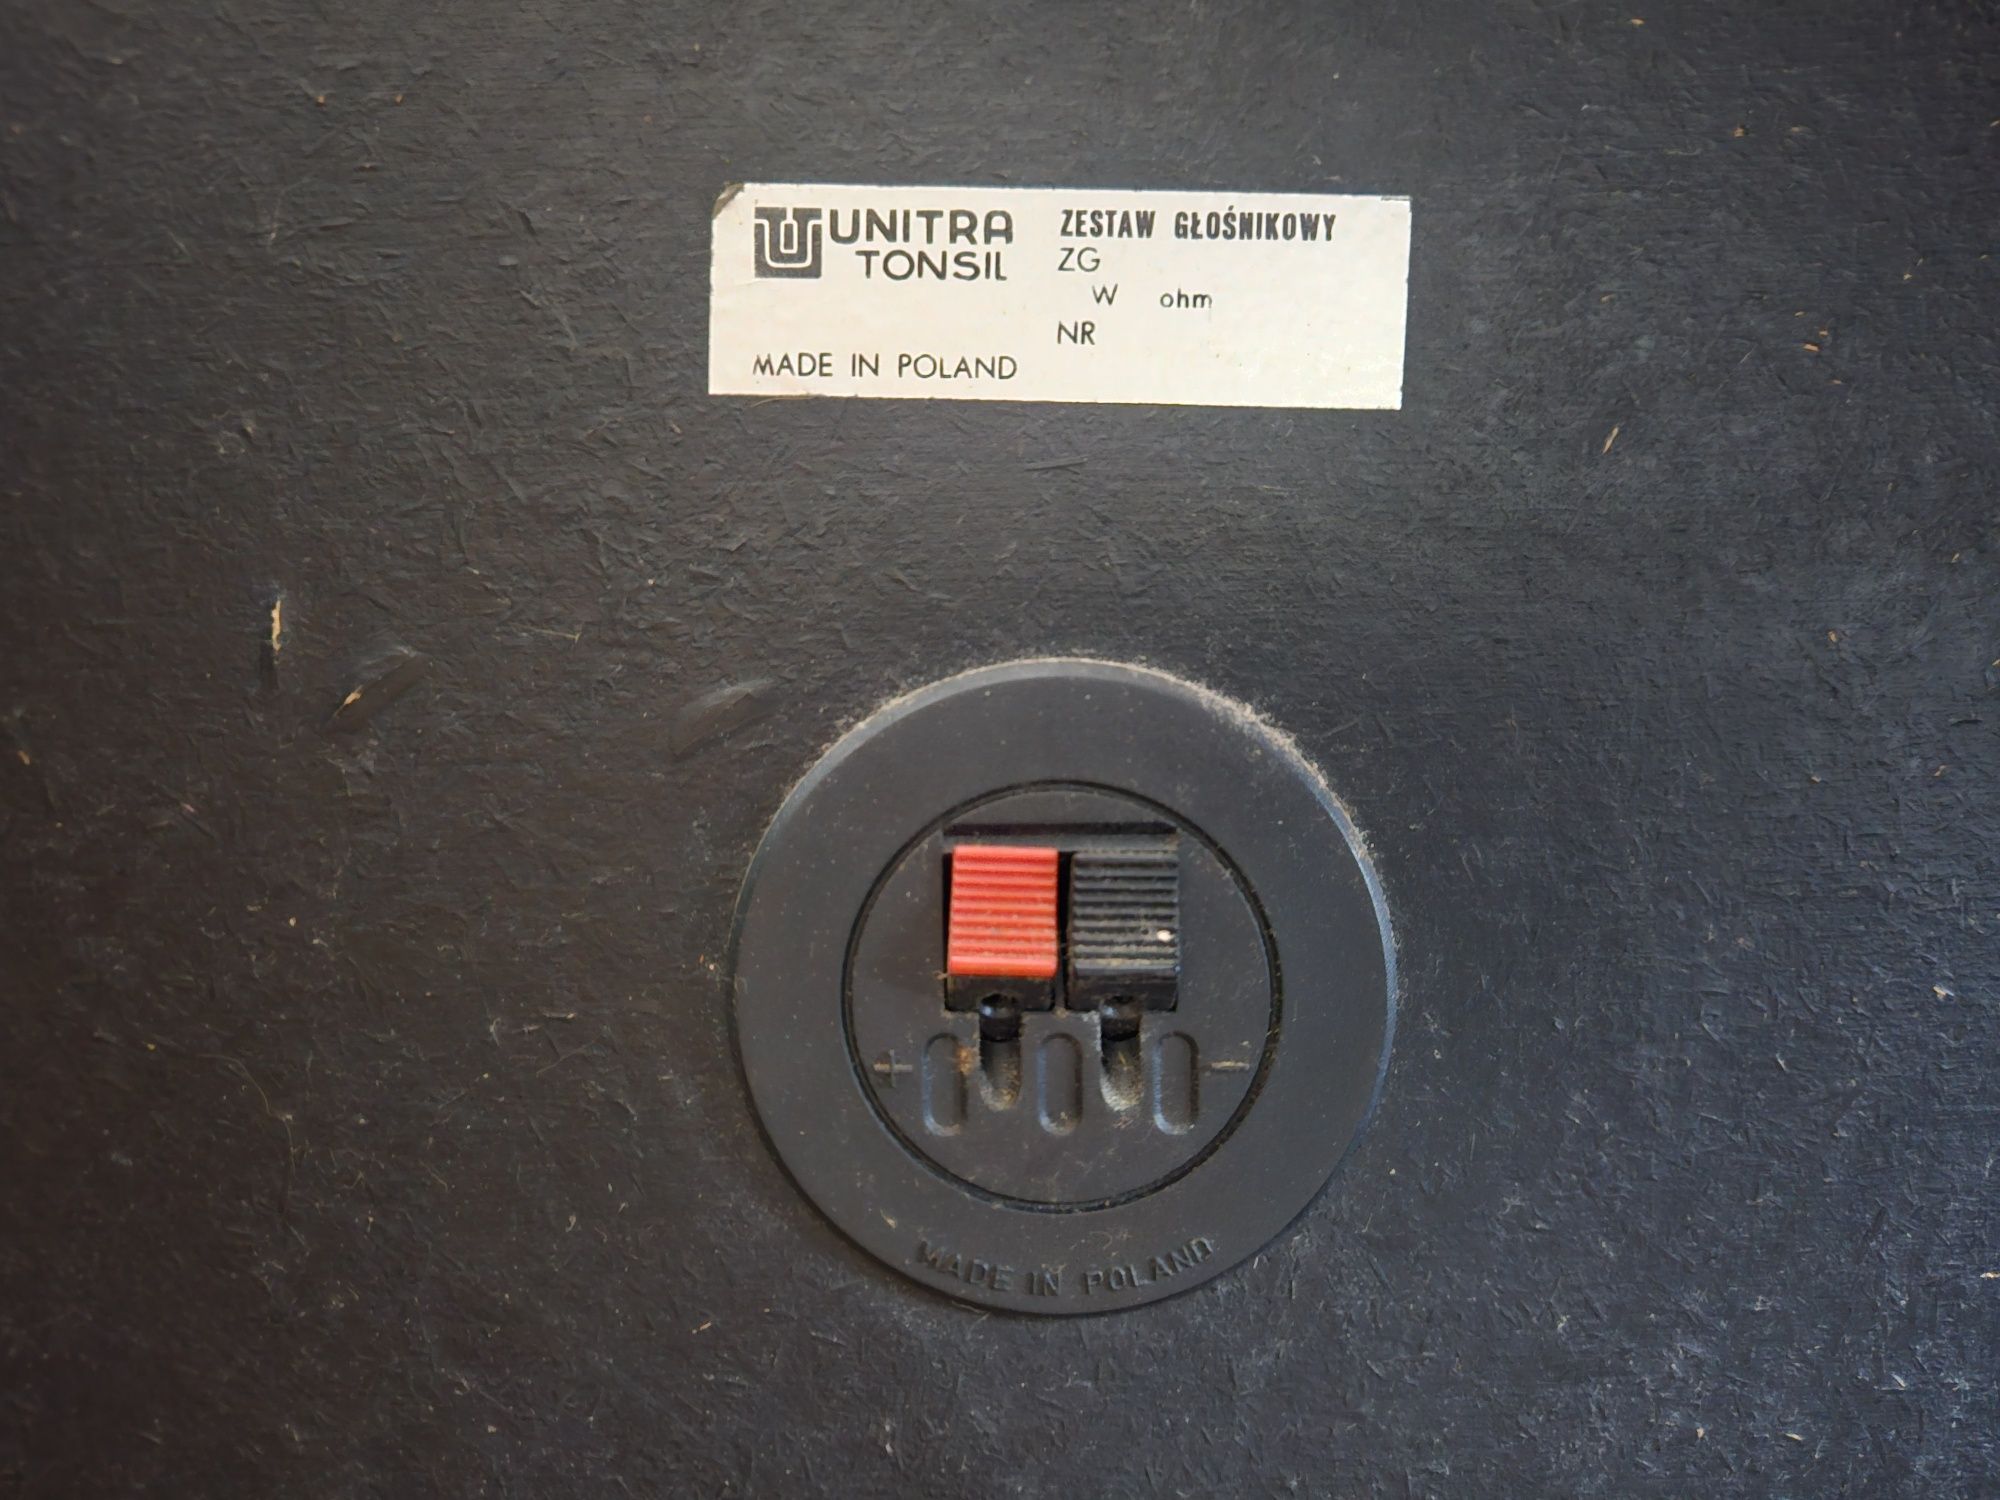 UNITRA
TONSIL
MADE IN POLAND
ZESTAW GŁOŚNIKOWY
ZG
W ohm
NR
+ -
MADE IN POLAND